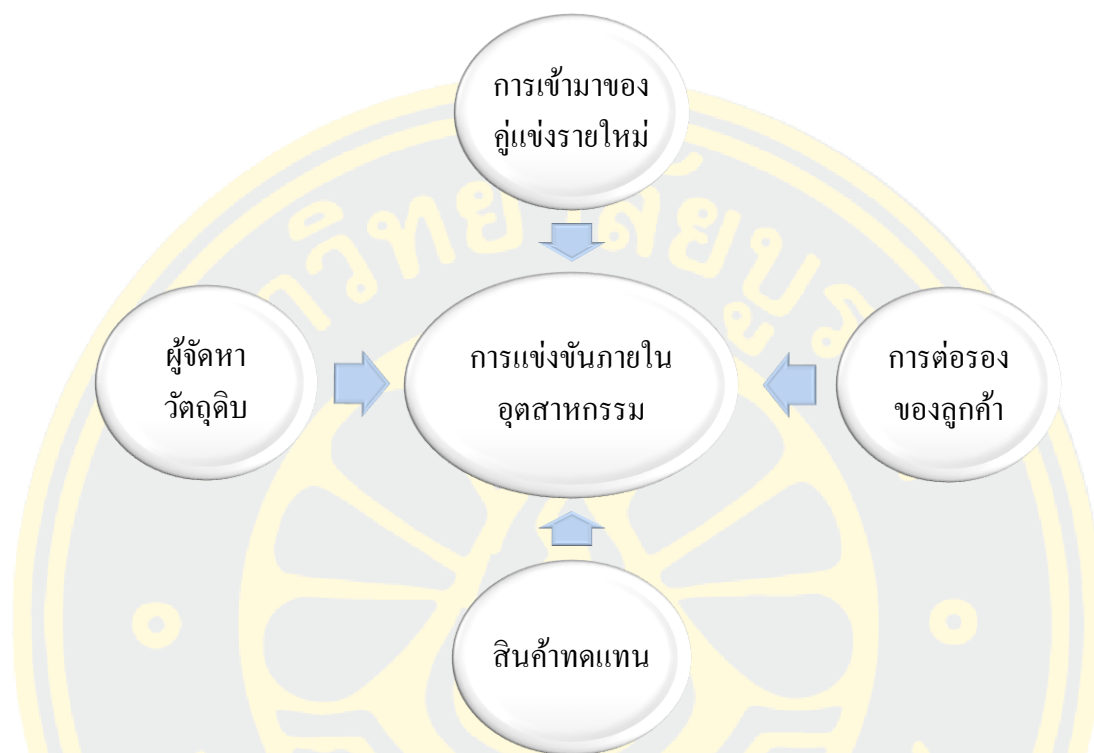 การเข้ามาของ
คู่แข่งรายใหม่
ผู้จัดหา
วัตถุดิบ
การแข่งขันภายใน
อุตสาหกรรม
การต่อรอง
ของลูกค้า
สินค้าทดแทน